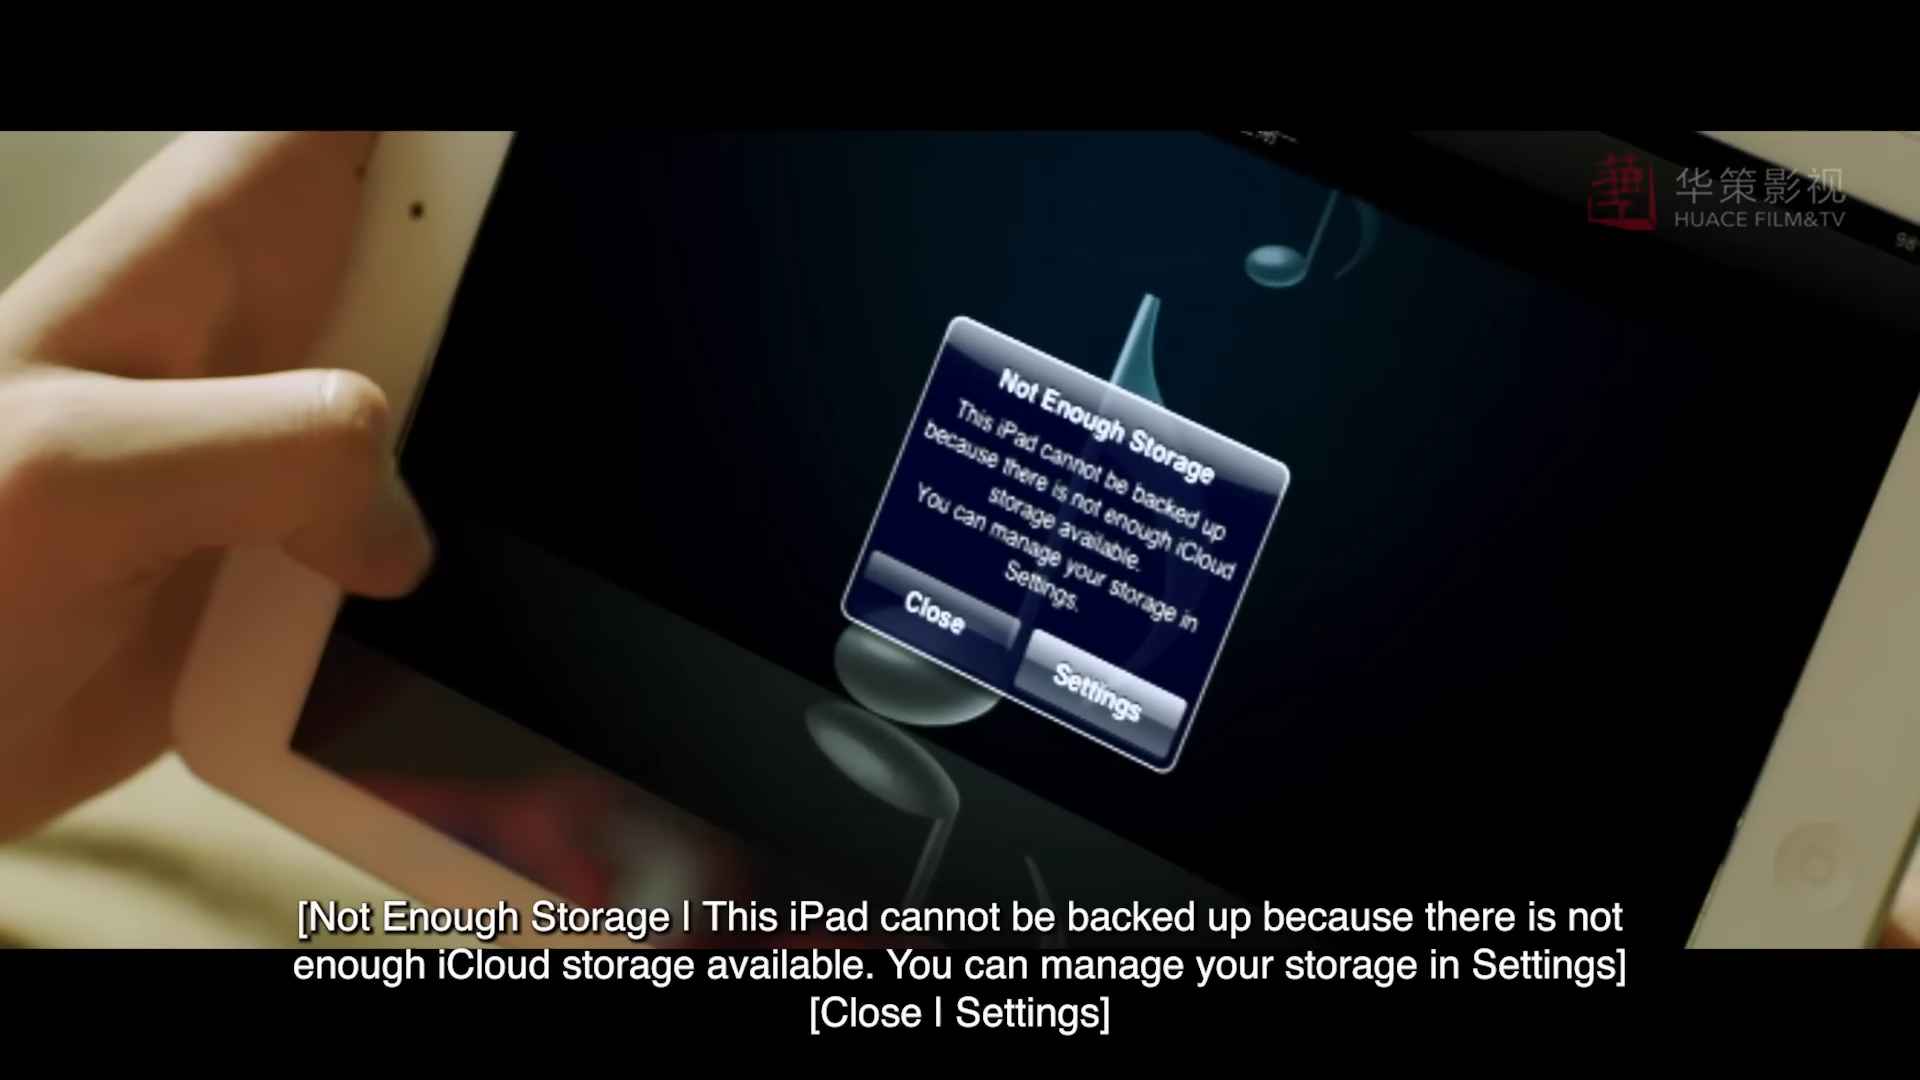 华策影视
HUACE FILM&TV
98
Not Enough Storage
This iPad cannot be backed up
because there is not enough iCloud
storage available.
You can manage your storage in
Settings.
Close
Settings
[Not Enough Storage | This iPad cannot be backed up because there is not
enough iCloud storage available. You can manage your storage in Settings]
[Close | Settings]